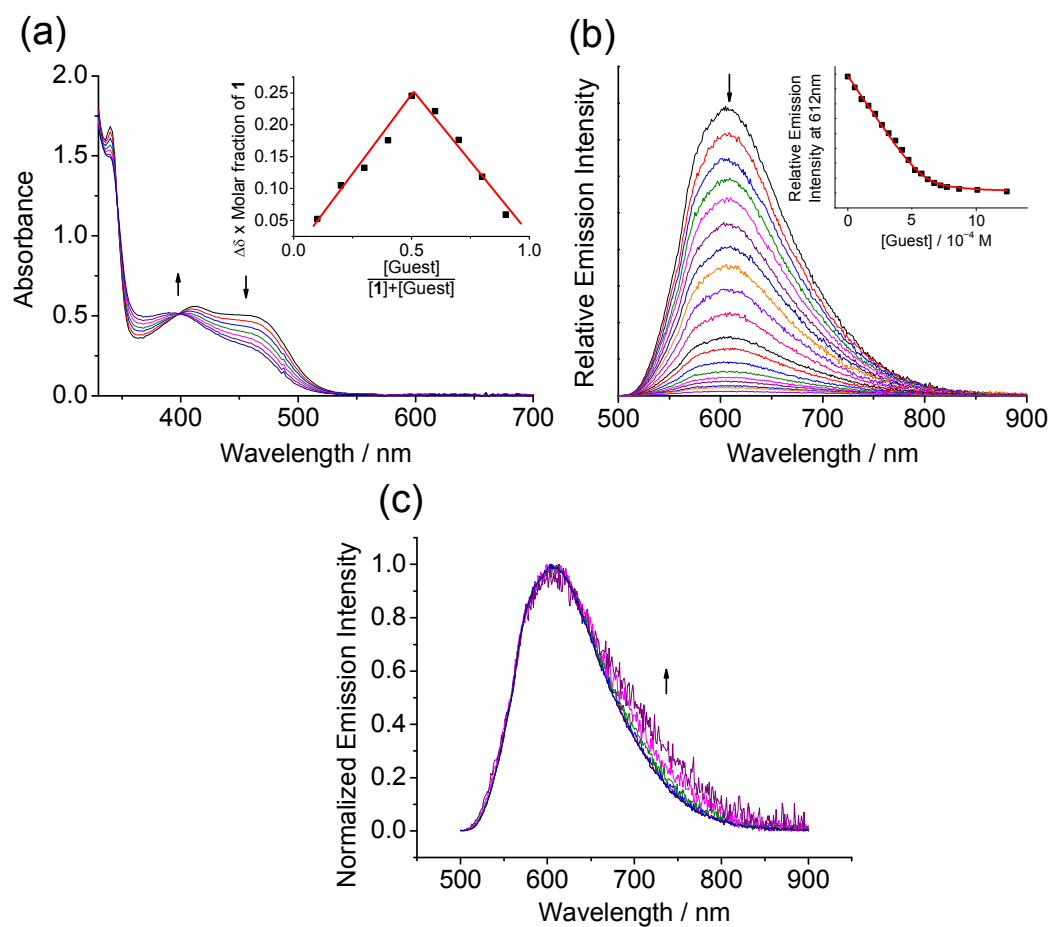 (a)
2.0
1.5
1.0
0.5
0.0
Absorbance
400 500 600 700
Wavelength / nm
0.25
0.20
0.15
0.10
0.05
Δδ x Molar fraction of 1
0.0 0.5 1.0
[Guest]
[1]+[Guest]
(b)
Relative Emission Intensity
500 600 700 800 900
Wavelength / nm
Relative Emission
Intensity at 612nm
0 5 10
[Guest] / 10⁻⁴ M
(c)
1.0
0.8
0.6
0.4
0.2
0.0
Normalized Emission Intensity
500 600 700 800 900
Wavelength / nm